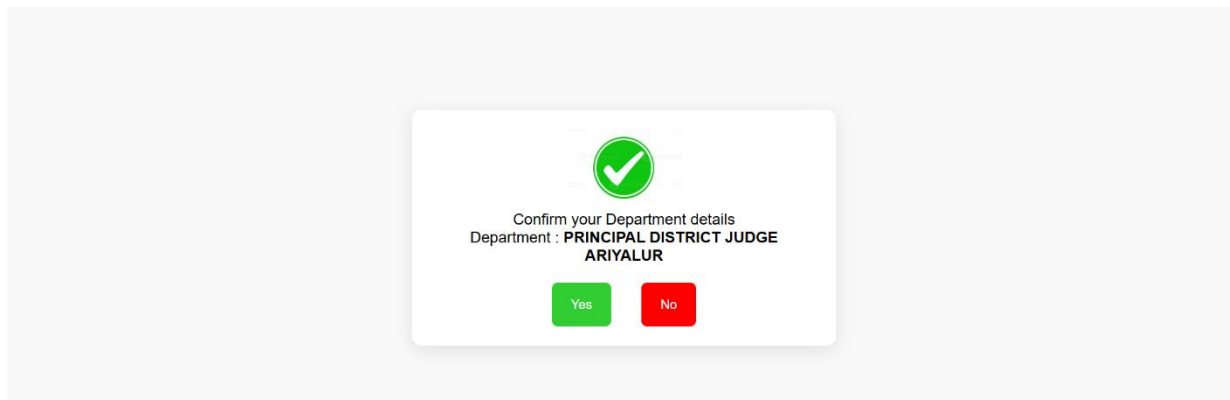 Confirm your Department details
Department : PRINCIPAL DISTRICT JUDGE
ARIYALUR
Yes No